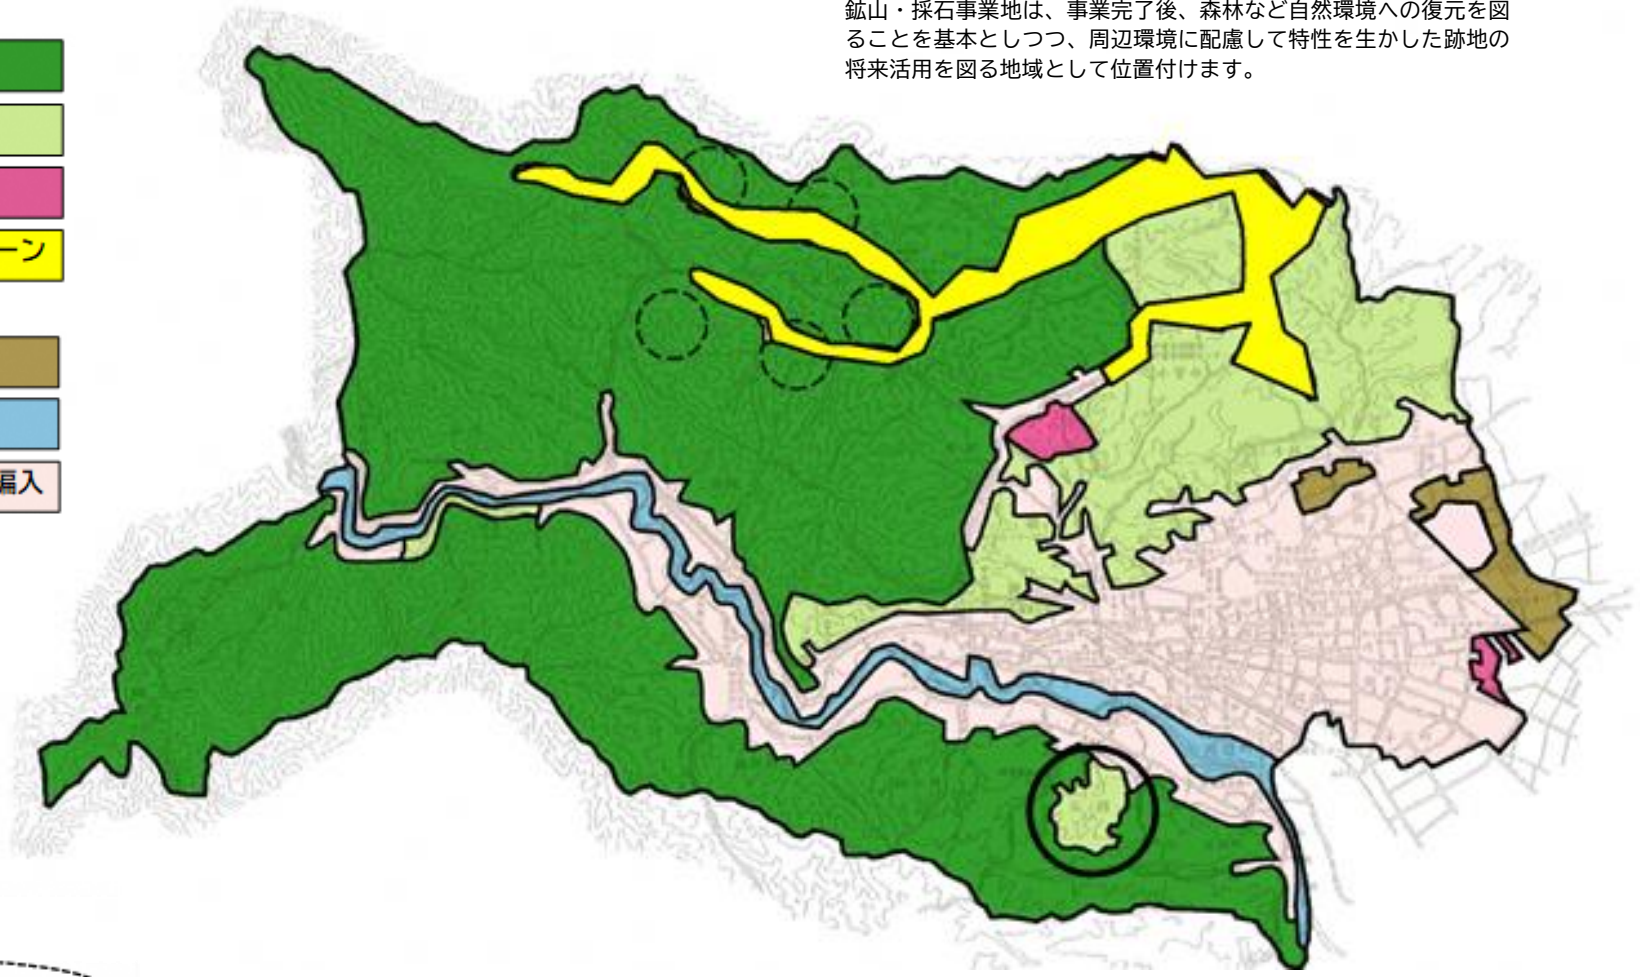 鉱山・採石事業地は、事業完了後、森林など自然環境への復元を図
ることを基本としつつ、周辺環境に配慮して特性を生かした跡地の
将来活用を図る地域として位置付けます。
ーン
編入